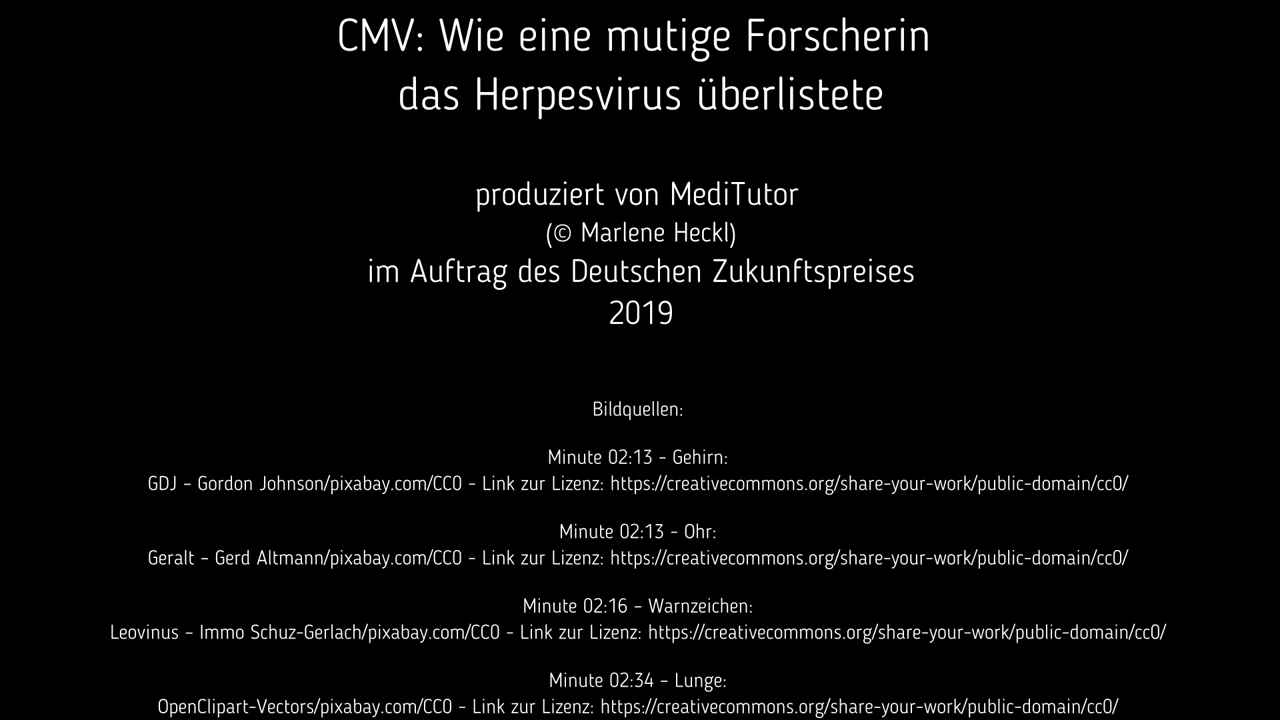 CMV: Wie eine mutige Forscherin
das Herpesvirus überlistete
produziert von MediTutor
(© Marlene Heckl)
im Auftrag des Deutschen Zukunftspreises
2019
Bildquellen:
Minute 02:13 - Gehirn:
GDJ - Gordon Johnson/pixabay.com/CC0 - Link zur Lizenz: https://creativecommons.org/share-your-work/public-domain/cc0/
Minute 02:13 - Ohr:
Geralt - Gerd Altmann/pixabay.com/CC0 - Link zur Lizenz: https://creativecommons.org/share-your-work/public-domain/cc0/
Minute 02:16 - Warnzeichen:
Leovinus - Immo Schuz-Gerlach/pixabay.com/CC0 - Link zur Lizenz: https://creativecommons.org/share-your-work/public-domain/cc0/
Minute 02:34 - Lunge:
OpenClipart-Vectors/pixabay.com/CC0 - Link zur Lizenz: https://creativecommons.org/share-your-work/public-domain/cc0/